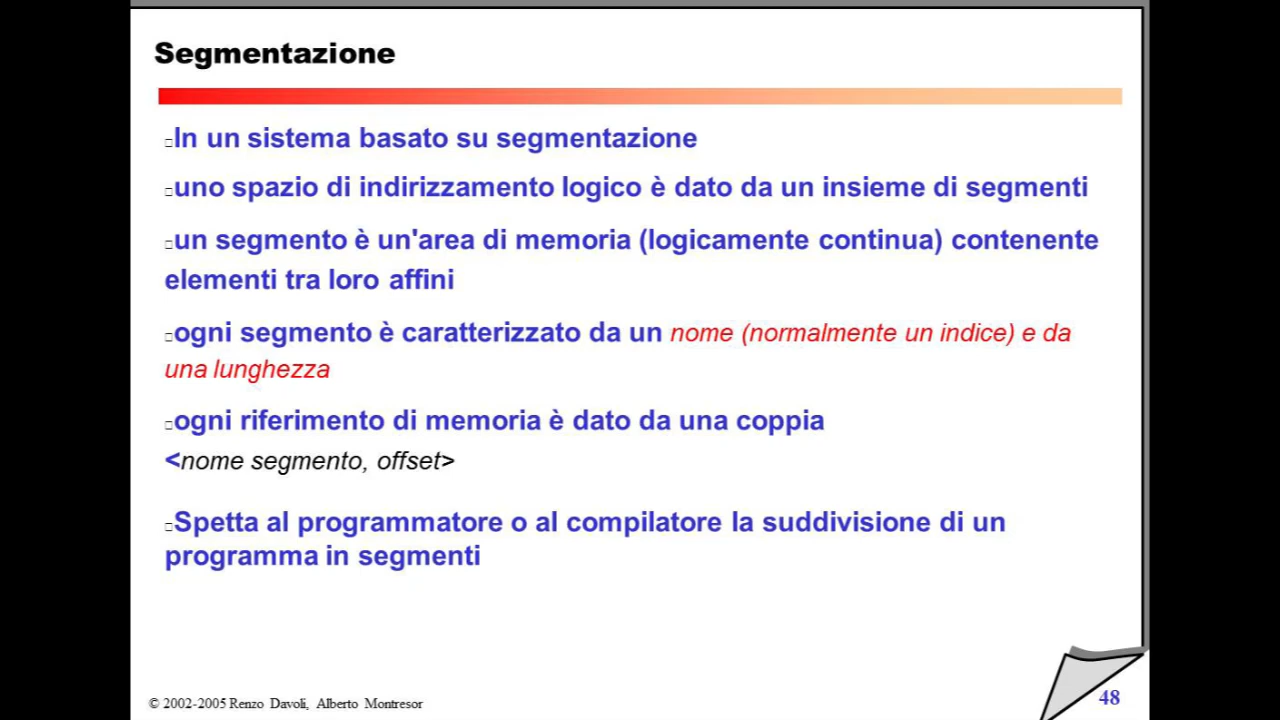 Segmentazione
□In un sistema basato su segmentazione
□uno spazio di indirizzamento logico è dato da un insieme di segmenti
□un segmento è un'area di memoria (logicamente continua) contenente
elementi tra loro affini
□ogni segmento è caratterizzato da un nome (normalmente un indice) e da
una lunghezza
□ogni riferimento di memoria è dato da una coppia
<nome segmento, offset>
□Spetta al programmatore o al compilatore la suddivisione di un
programma in segmenti
© 2002-2005 Renzo Davoli, Alberto Montresor
48